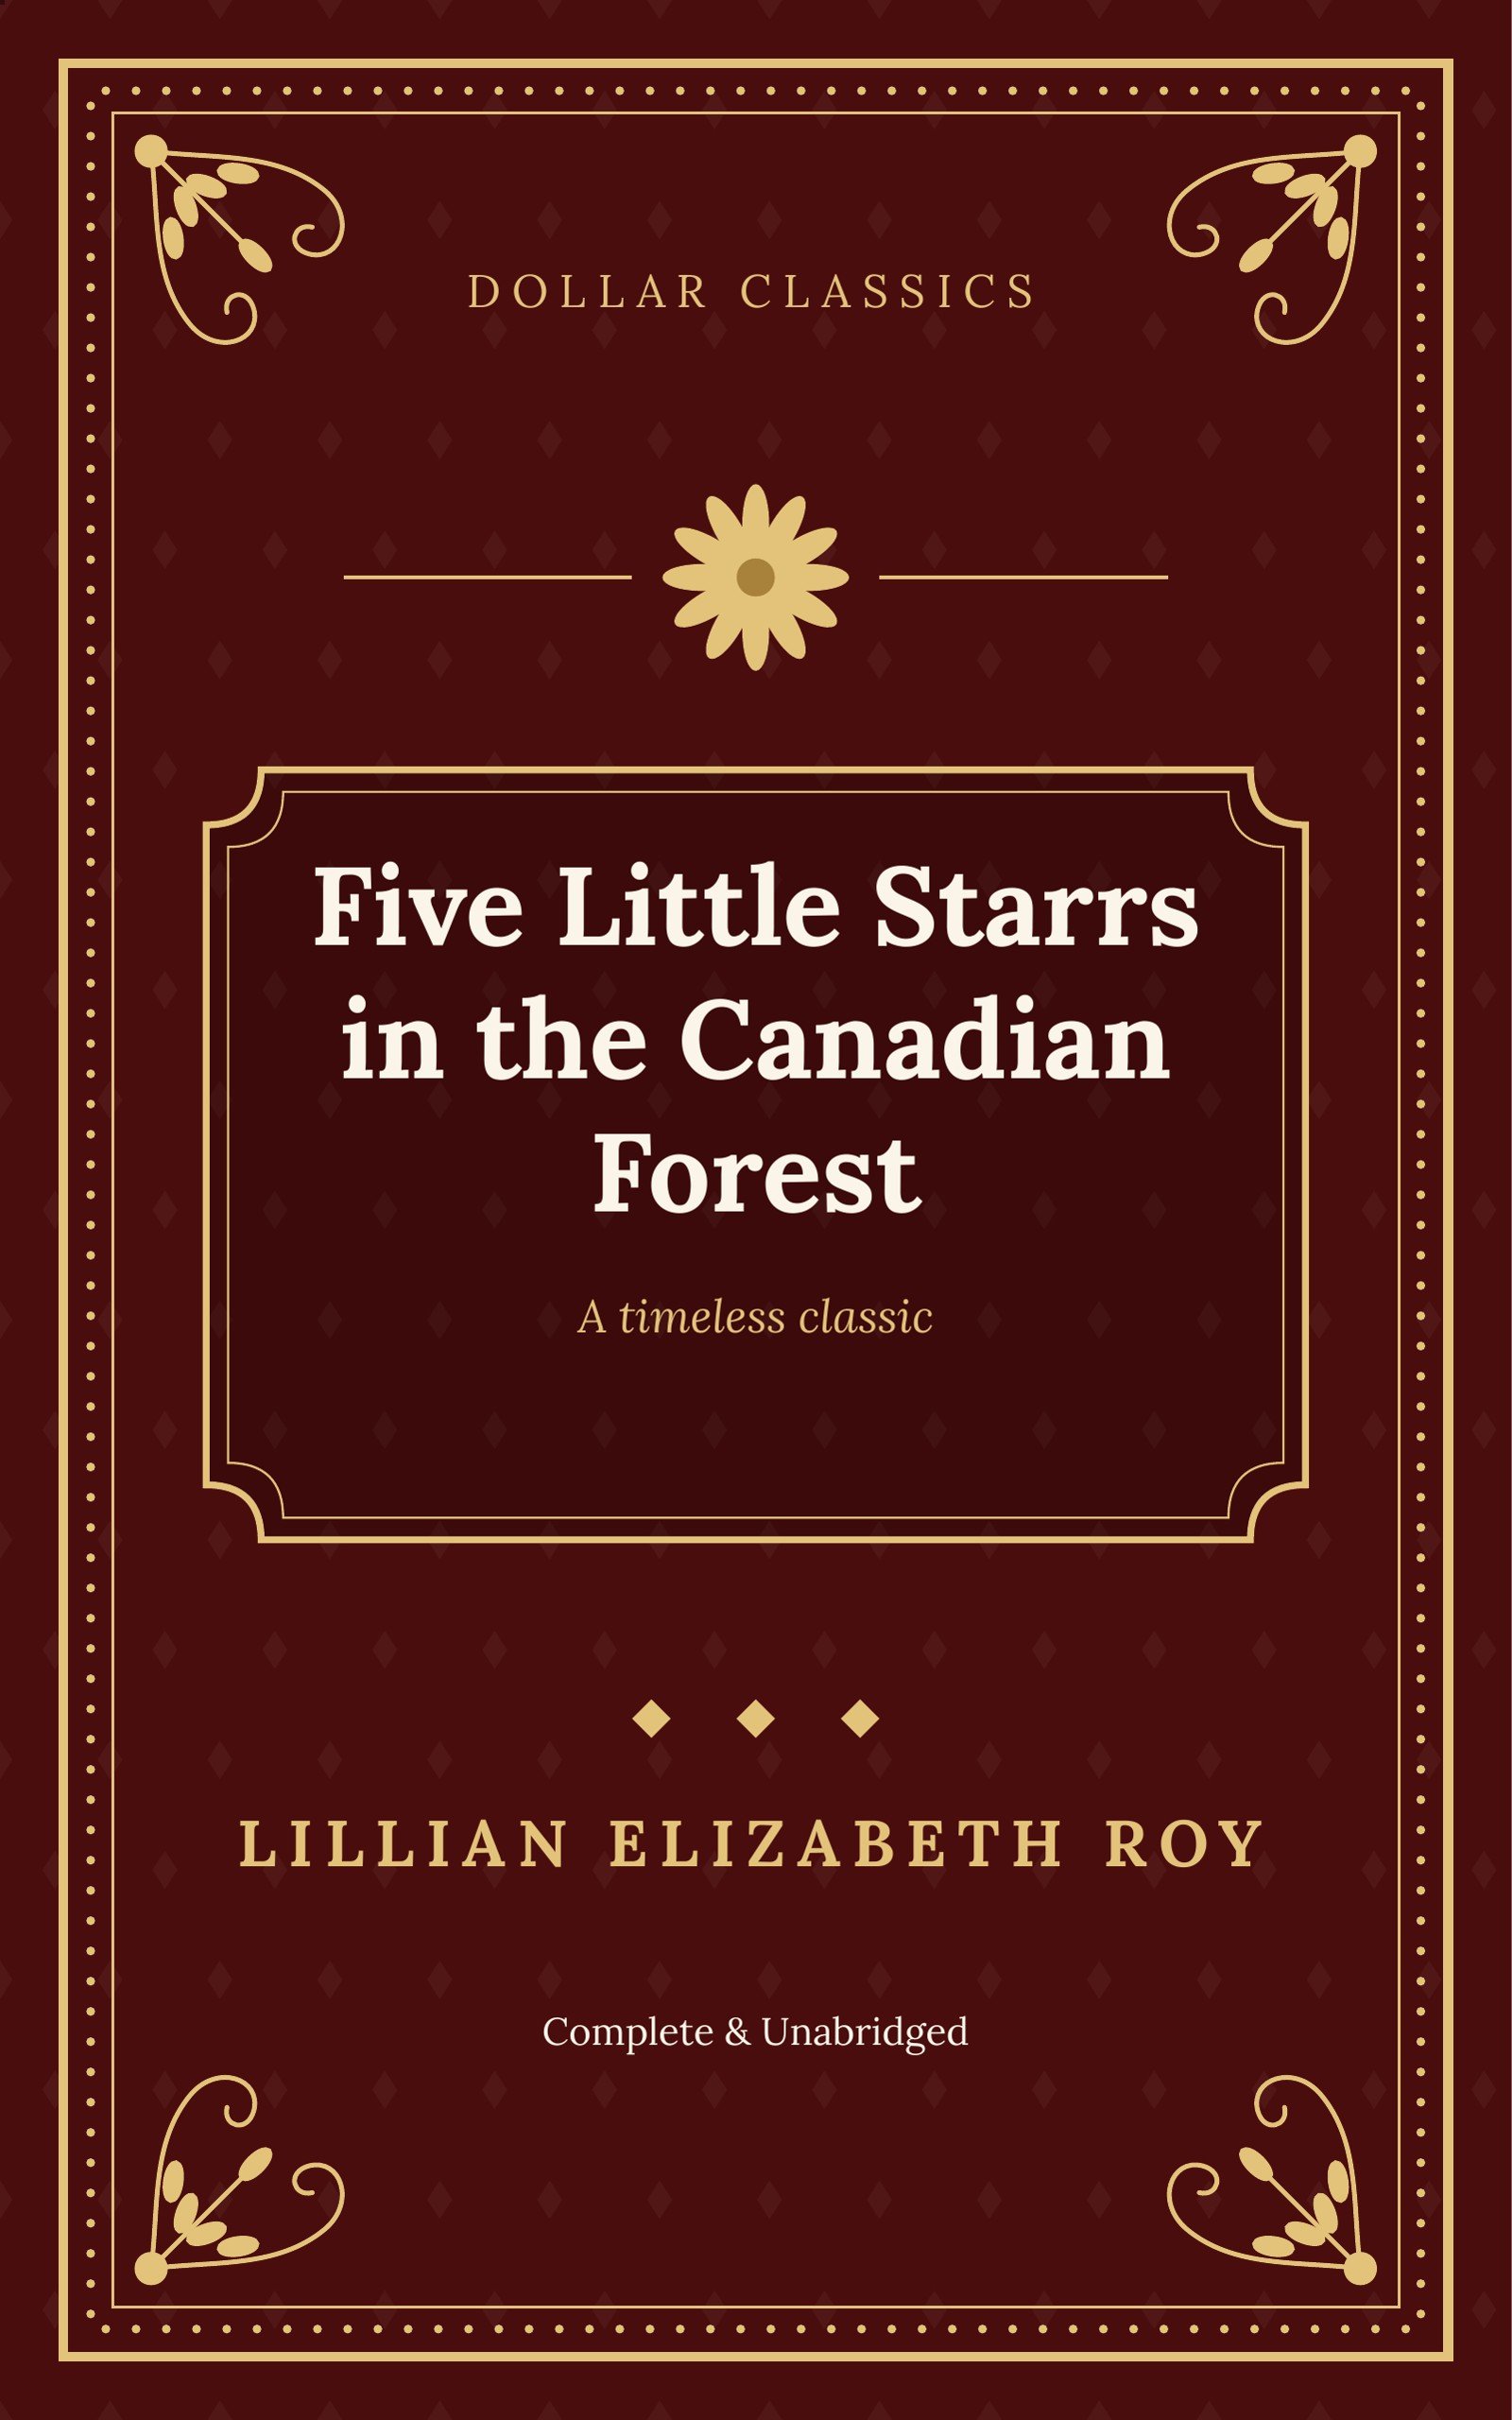 DOLLAR CLASSICS
Five Little Starrs
in the Canadian
Forest
A timeless classic
LILLIAN ELIZABETH ROY
Complete & Unabridged